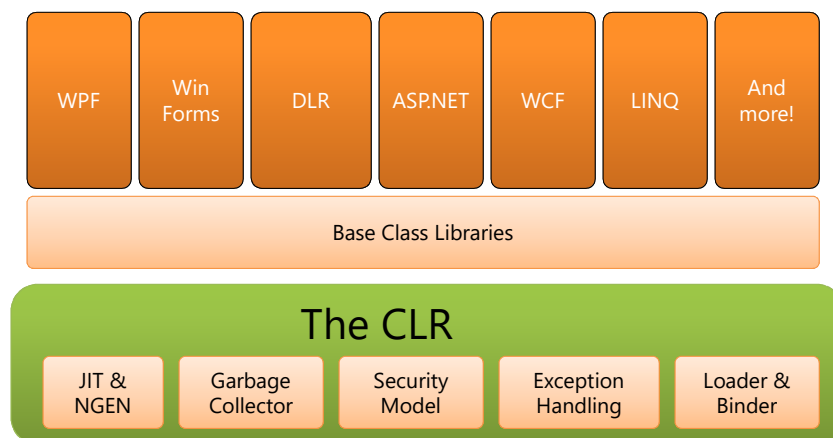 WPF
Win
Forms
DLR
ASP.NET
WCF
LINQ
And
more!
Base Class Libraries
The CLR
JIT &
NGEN
Garbage
Collector
Security
Model
Exception
Handling
Loader &
Binder